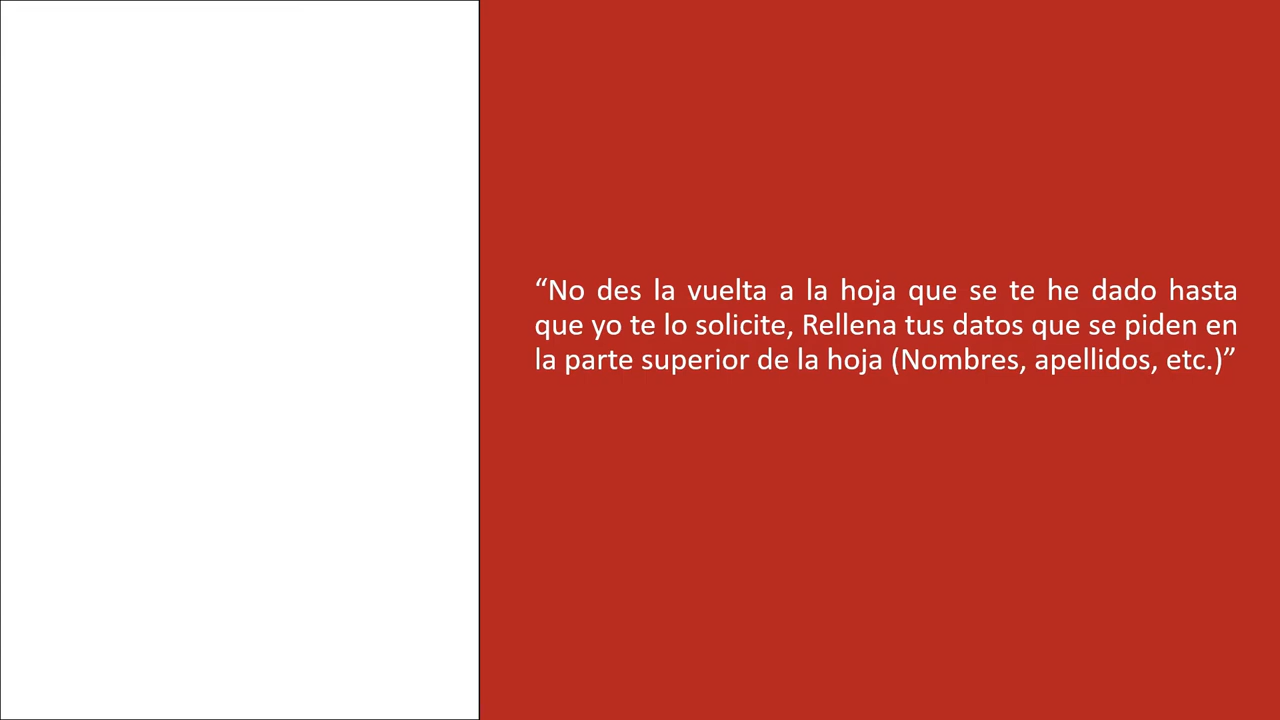 “No des la vuelta a la hoja que se te he dado hasta
que yo te lo solicite, Rellena tus datos que se piden en
la parte superior de la hoja (Nombres, apellidos, etc.)”